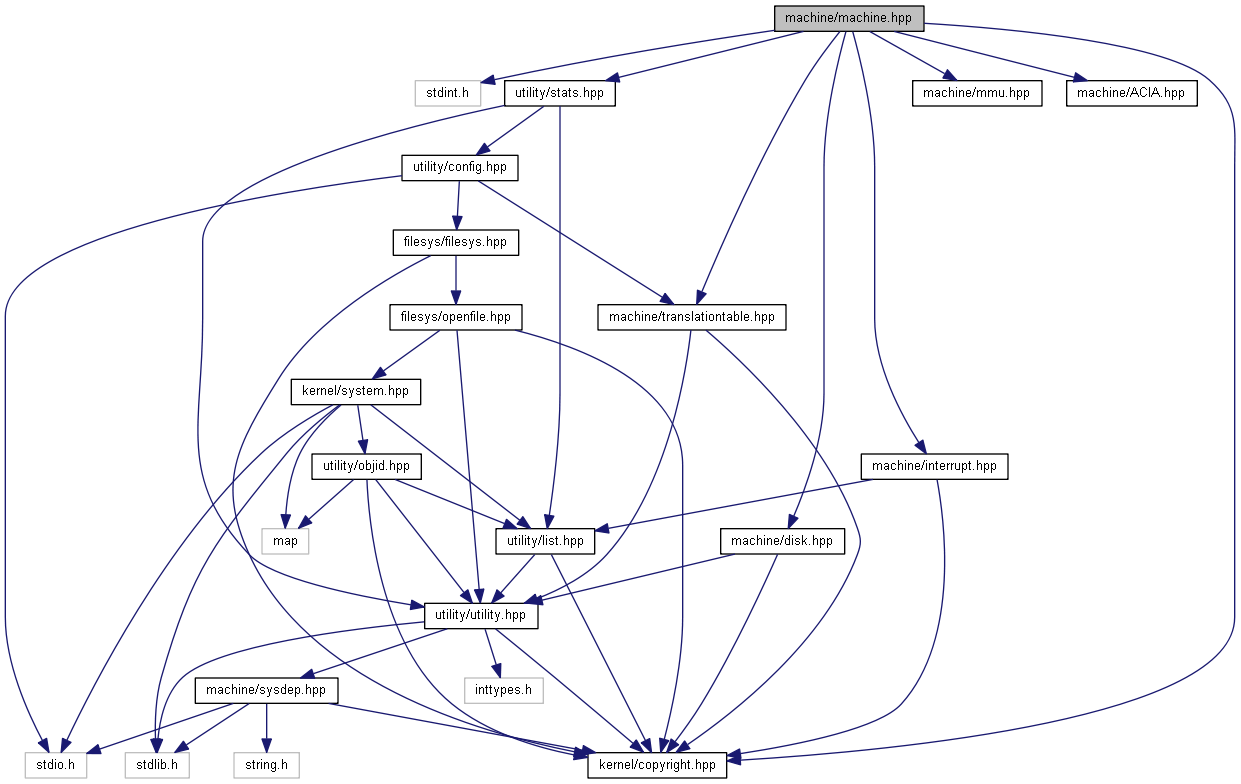 machine/machine.hpp
stdint.h
utility/stats.hpp
machine/mmu.hpp
machine/ACIA.hpp
utility/config.hpp
filesys/filesys.hpp
filesys/openfile.hpp
machine/translationtable.hpp
kernel/system.hpp
utility/objid.hpp
machine/interrupt.hpp
map
utility/list.hpp
machine/disk.hpp
utility/utility.hpp
machine/sysdep.hpp
inttypes.h
stdio.h
stdlib.h
string.h
kernel/copyright.hpp